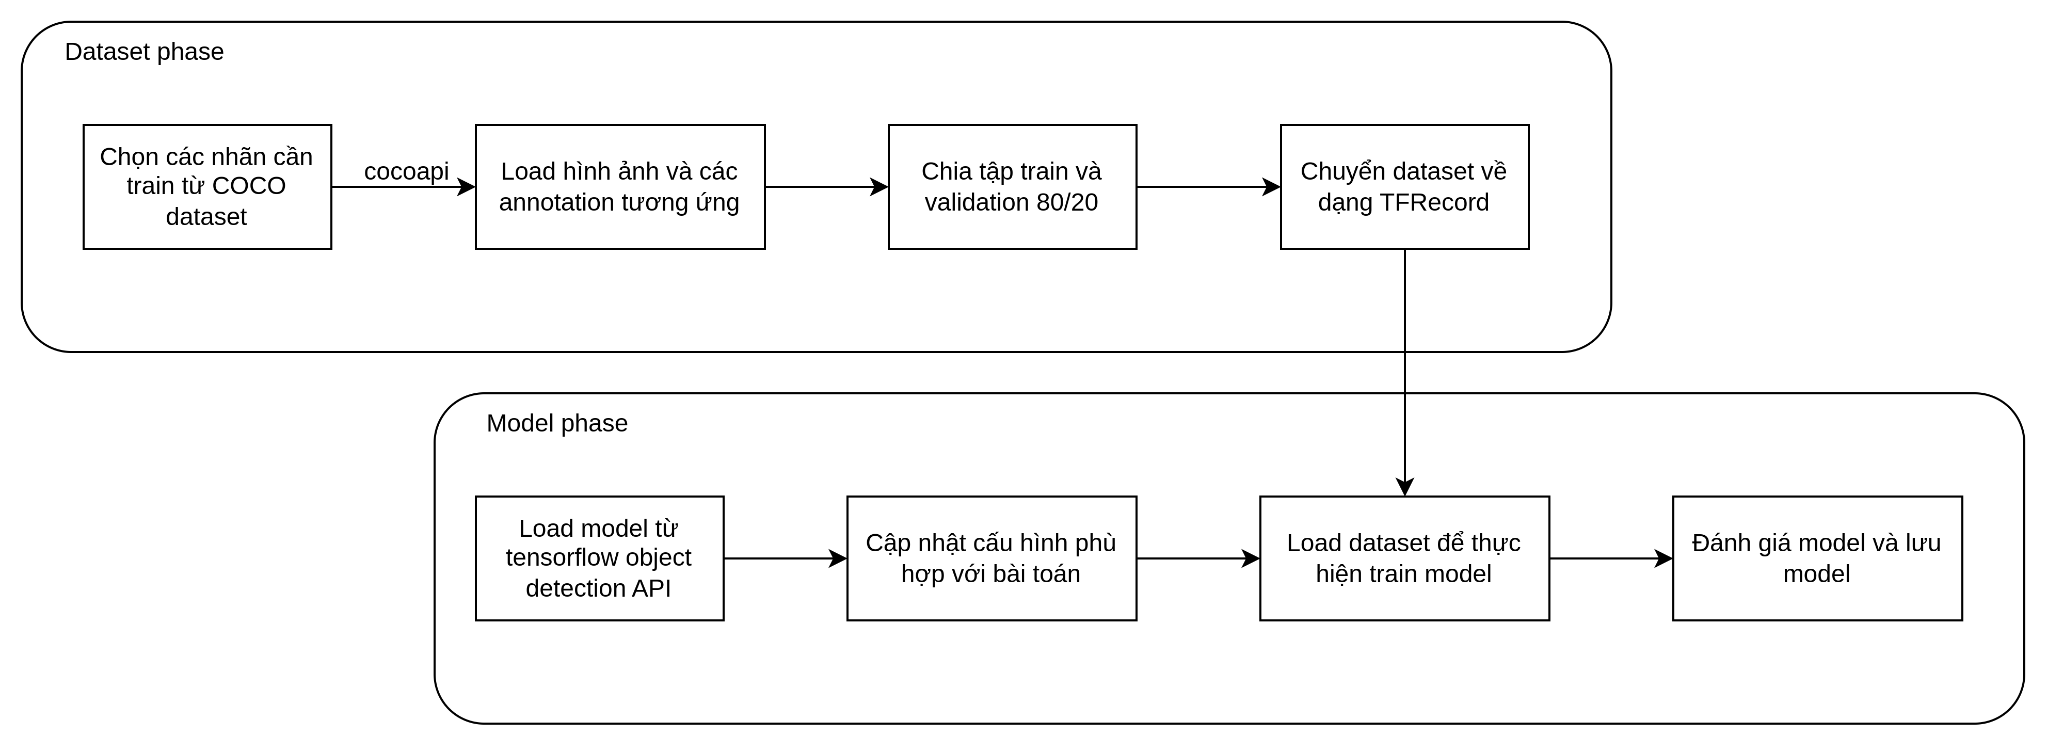 Dataset phase
Chọn các nhãn cần
train từ COCO
dataset
cocoapi
Load hình ảnh và các
annotation tương ứng
Chia tập train và
validation 80/20
Chuyển dataset về
dạng TFRecord
Model phase
Load model từ
tensorflow object
detection API
Cập nhật cấu hình phù
hợp với bài toán
Load dataset để thực
hiện train model
Đánh giá model và lưu
model